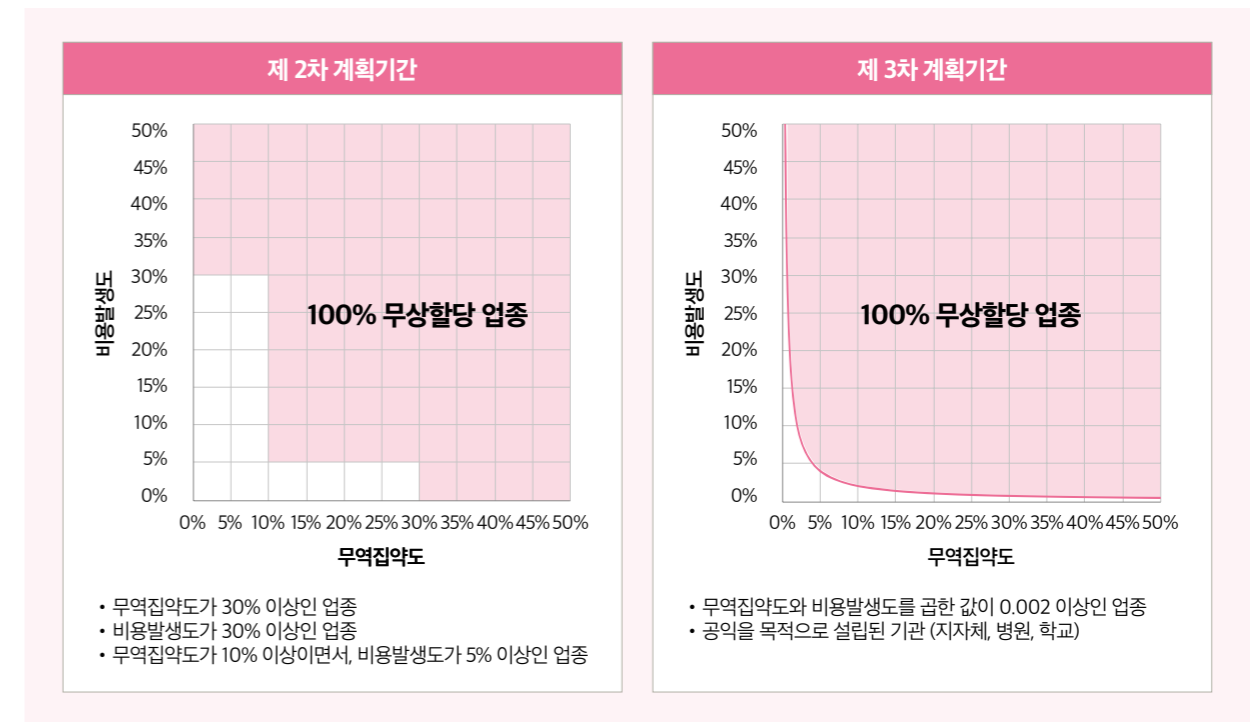 제 2차 계획기간
50%
45%
40%
35%
30%
25%
20%
15%
10%
5%
0%
비용발생도
100% 무상할당 업종
0% 5% 10% 15% 20% 25% 30% 35% 40% 45% 50%
무역집약도
• 무역집약도가 30% 이상인 업종
• 비용발생도가 30% 이상인 업종
• 무역집약도가 10% 이상이면서, 비용발생도가 5% 이상인 업종
제 3차 계획기간
50%
45%
40%
35%
30%
25%
20%
15%
10%
5%
0%
비용발생도
100% 무상할당 업종
0% 5% 10% 15% 20% 25% 30% 35% 40% 45% 50%
무역집약도
• 무역집약도와 비용발생도를 곱한 값이 0.002 이상인 업종
• 공익을 목적으로 설립된 기관 (지자체, 병원, 학교)